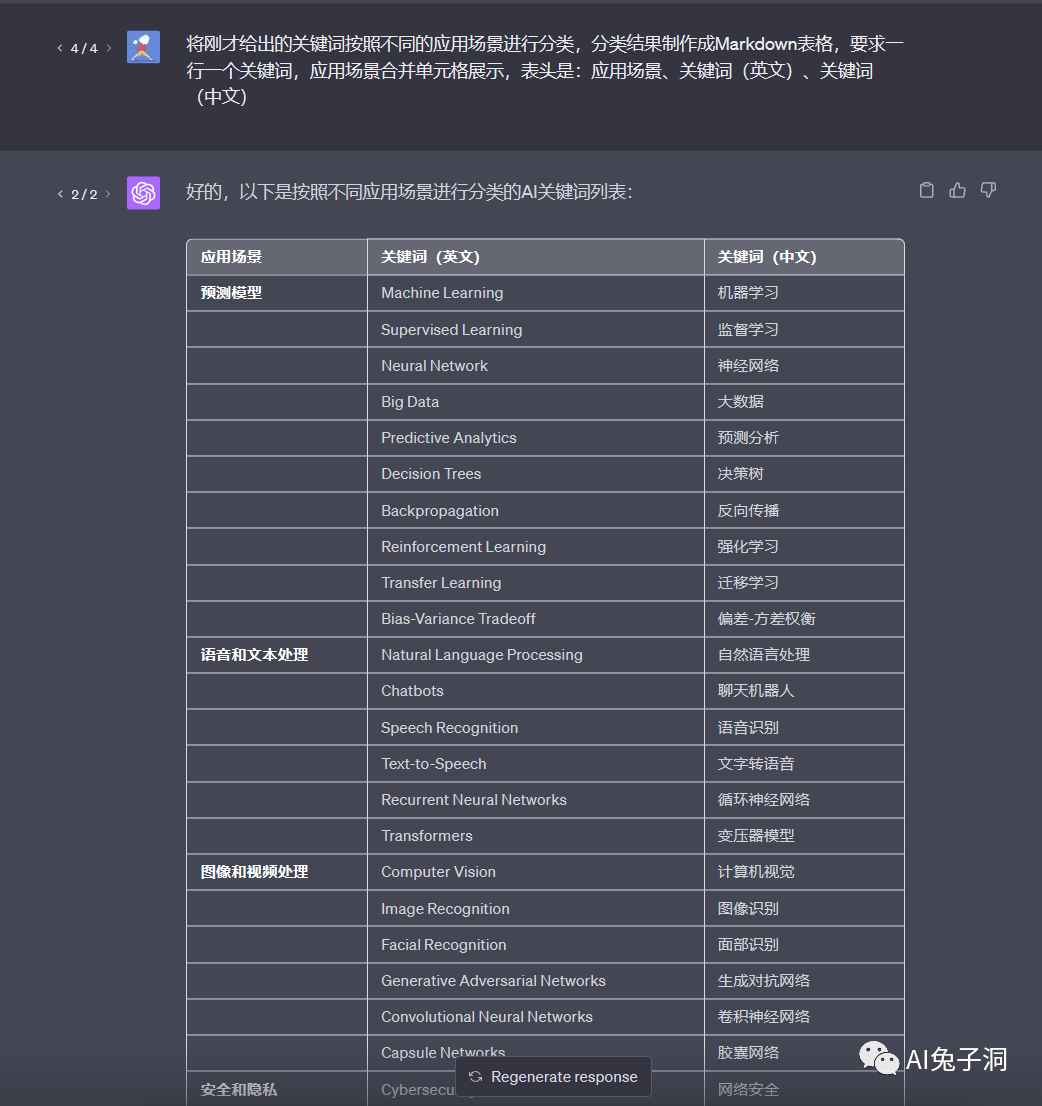 4 / 4
将刚才给出的关键词按照不同的应用场景进行分类，分类结果制作成Markdown表格，要求一
行一个关键词，应用场景合并单元格展示，表头是：应用场景、关键词（英文）、关键词
（中文）
2 / 2
好的，以下是按照不同应用场景进行分类的AI关键词列表：
应用场景 关键词（英文） 关键词（中文）
预测模型 Machine Learning 机器学习
Supervised Learning 监督学习
Neural Network 神经网络
Big Data 大数据
Predictive Analytics 预测分析
Decision Trees 决策树
Backpropagation 反向传播
Reinforcement Learning 强化学习
Transfer Learning 迁移学习
Bias-Variance Tradeoff 偏差-方差权衡
语音和文本处理 Natural Language Processing 自然语言处理
Chatbots 聊天机器人
Speech Recognition 语音识别
Text-to-Speech 文字转语音
Recurrent Neural Networks 循环神经网络
Transformers 变压器模型
图像和视频处理 Computer Vision 计算机视觉
Image Recognition 图像识别
Facial Recognition 面部识别
Generative Adversarial Networks 生成对抗网络
Convolutional Neural Networks 卷积神经网络
Capsule Networks 胶囊网络
AI兔子洞
Regenerate response
安全和隐私 网络安全